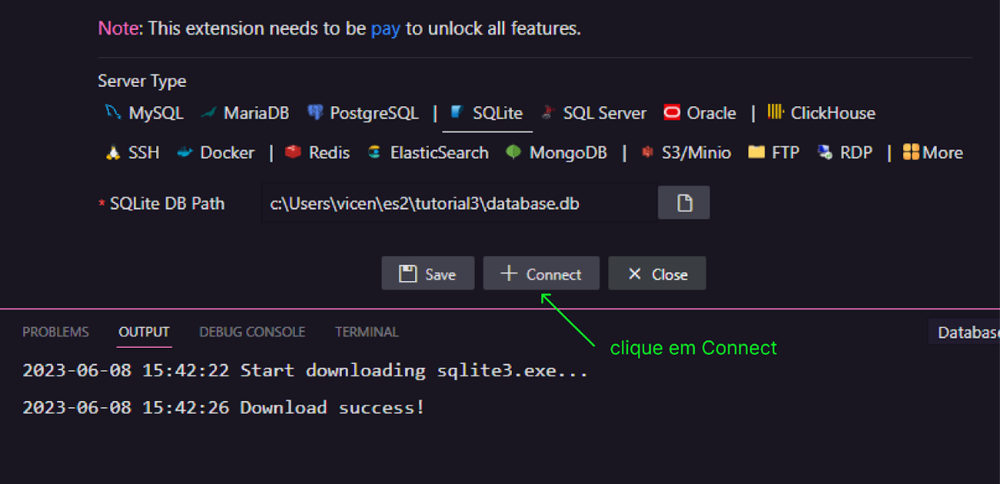 Note: This extension needs to be pay to unlock all features.
Server Type
MySQL MariaDB PostgreSQL | SQLite SQL Server Oracle | ClickHouse
SSH Docker | Redis ElasticSearch MongoDB | S3/Minio FTP RDP | More
* SQLite DB Path c:\Users\vicen\es2\tutorial3\database.db
Save Connect Close
PROBLEMS OUTPUT DEBUG CONSOLE TERMINAL Database
clique em Connect
2023-06-08 15:42:22 Start downloading sqlite3.exe...
2023-06-08 15:42:26 Download success!